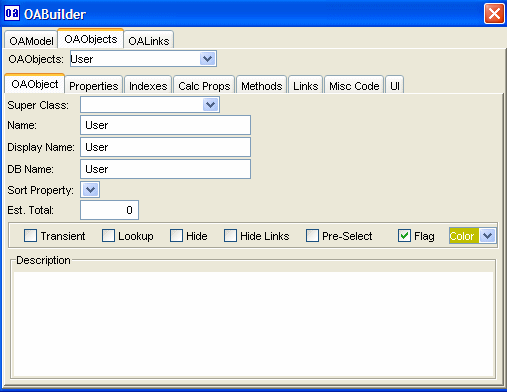 oa OABuilder
OAModel OAObjects OALinks
OAObjects: User
OAObject Properties Indexes Calc Props Methods Links Misc Code UI
Super Class:
Name: User
Display Name: User
DB Name: User
Sort Property:
Est. Total: 0
Transient Lookup Hide Hide Links Pre-Select Flag Color
Description